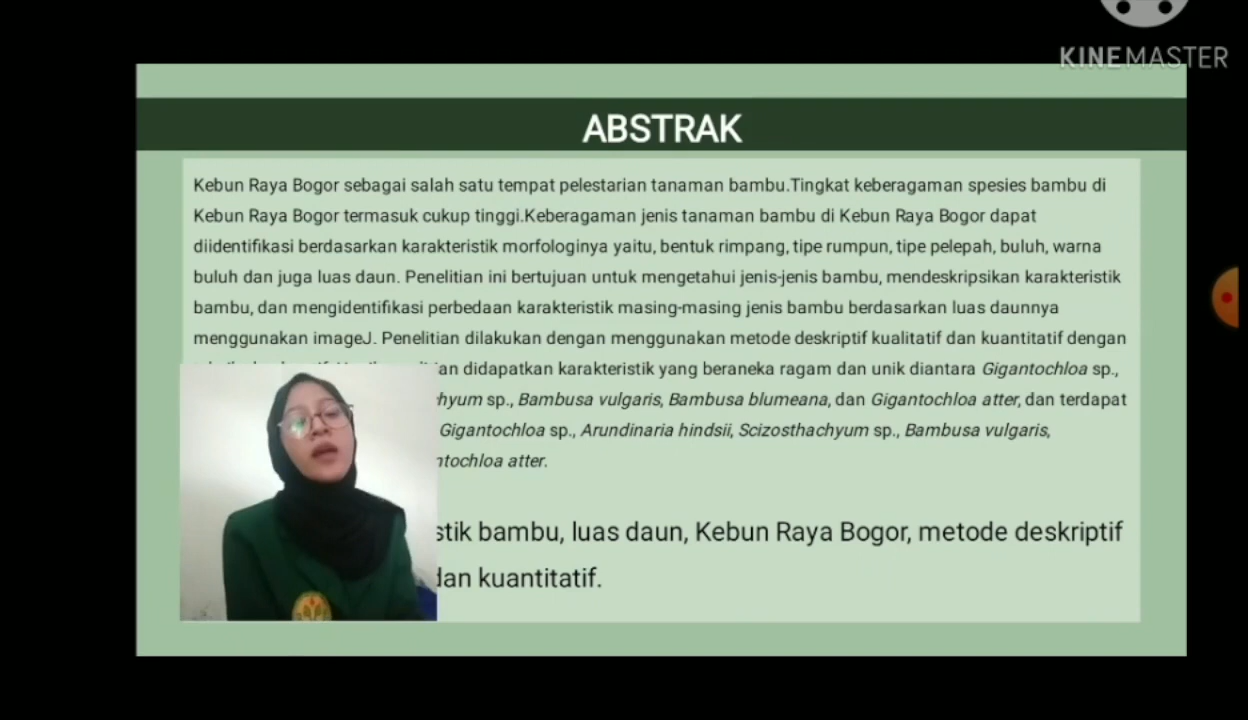 KINEMASTER
ABSTRAK
Kebun Raya Bogor sebagai salah satu tempat pelestarian tanaman bambu.Tingkat keberagaman spesies bambu di
Kebun Raya Bogor termasuk cukup tinggi.Keberagaman jenis tanaman bambu di Kebun Raya Bogor dapat
diidentifikasi berdasarkan karakteristik morfologinya yaitu, bentuk rimpang, tipe rumpun, tipe pelepah, buluh, warna
buluh dan juga luas daun. Penelitian ini bertujuan untuk mengetahui jenis-jenis bambu, mendeskripsikan karakteristik
bambu, dan mengidentifikasi perbedaan karakteristik masing-masing jenis bambu berdasarkan luas daunnya
menggunakan imageJ. Penelitian dilakukan dengan menggunakan metode deskriptif kualitatif dan kuantitatif dengan
didapatkan karakteristik yang beraneka ragam dan unik diantara Gigantochloa sp.,
sp., Bambusa vulgaris, Bambusa blumeana, dan Gigantochloa atter, dan terdapat
Gigantochloa sp., Arundinaria hindsii, Scizosthachyum sp., Bambusa vulgaris,
atter.
bambu, luas daun, Kebun Raya Bogor, metode deskriptif
dan kuantitatif.